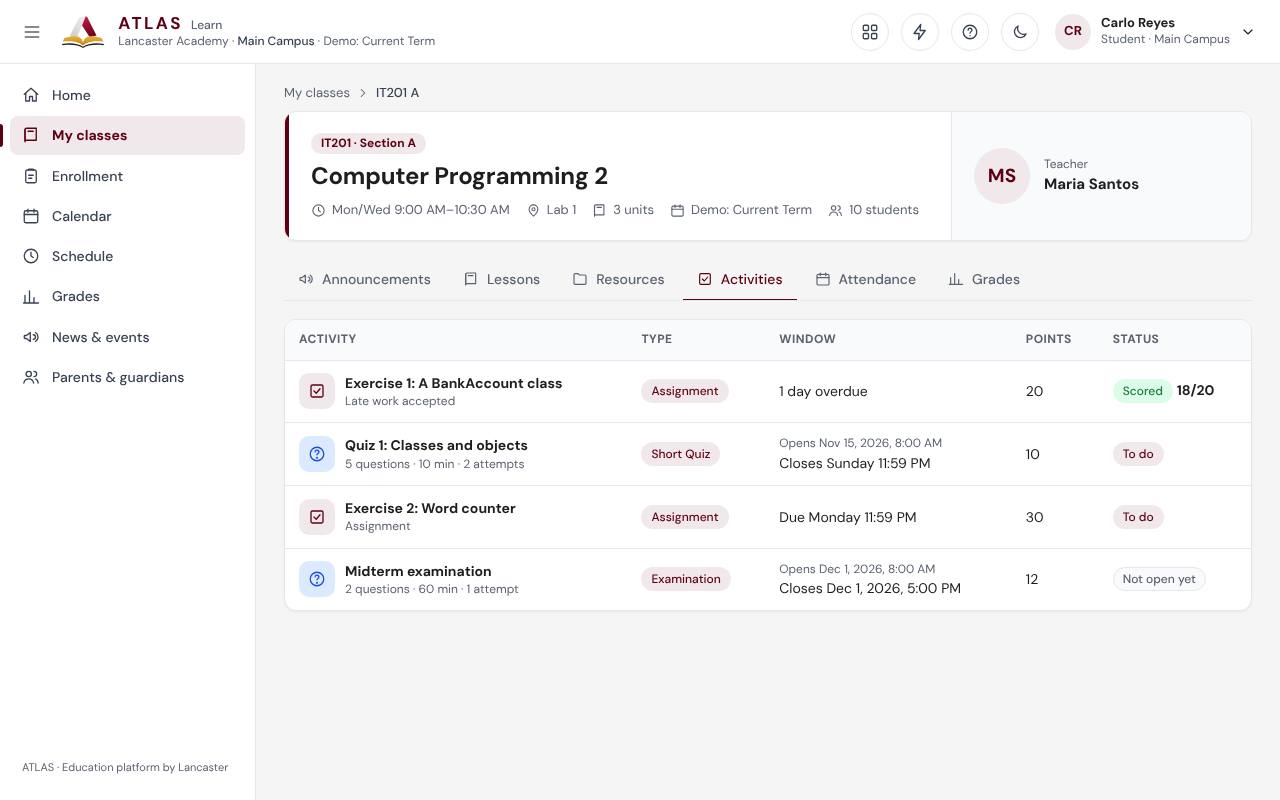 ATLAS Learn
Lancaster Academy · Main Campus · Demo: Current Term
CR
Carlo Reyes
Student · Main Campus
Home
My classes
Enrollment
Calendar
Schedule
Grades
News & events
Parents & guardians
ATLAS · Education platform by Lancaster
My classes > IT201 A
IT201 · Section A
Computer Programming 2
Mon/Wed 9:00 AM–10:30 AM Lab 1 3 units Demo: Current Term 10 students
MS
Teacher
Maria Santos
Announcements Lessons Resources Activities Attendance Grades
ACTIVITY TYPE WINDOW POINTS STATUS
Exercise 1: A BankAccount class
Late work accepted
Assignment
1 day overdue
20
Scored 18/20
Quiz 1: Classes and objects
5 questions · 10 min · 2 attempts
Short Quiz
Opens Nov 15, 2026, 8:00 AM
Closes Sunday 11:59 PM
10
To do
Exercise 2: Word counter
Assignment
Assignment
Due Monday 11:59 PM
30
To do
Midterm examination
2 questions · 60 min · 1 attempt
Examination
Opens Dec 1, 2026, 8:00 AM
Closes Dec 1, 2026, 5:00 PM
12
Not open yet